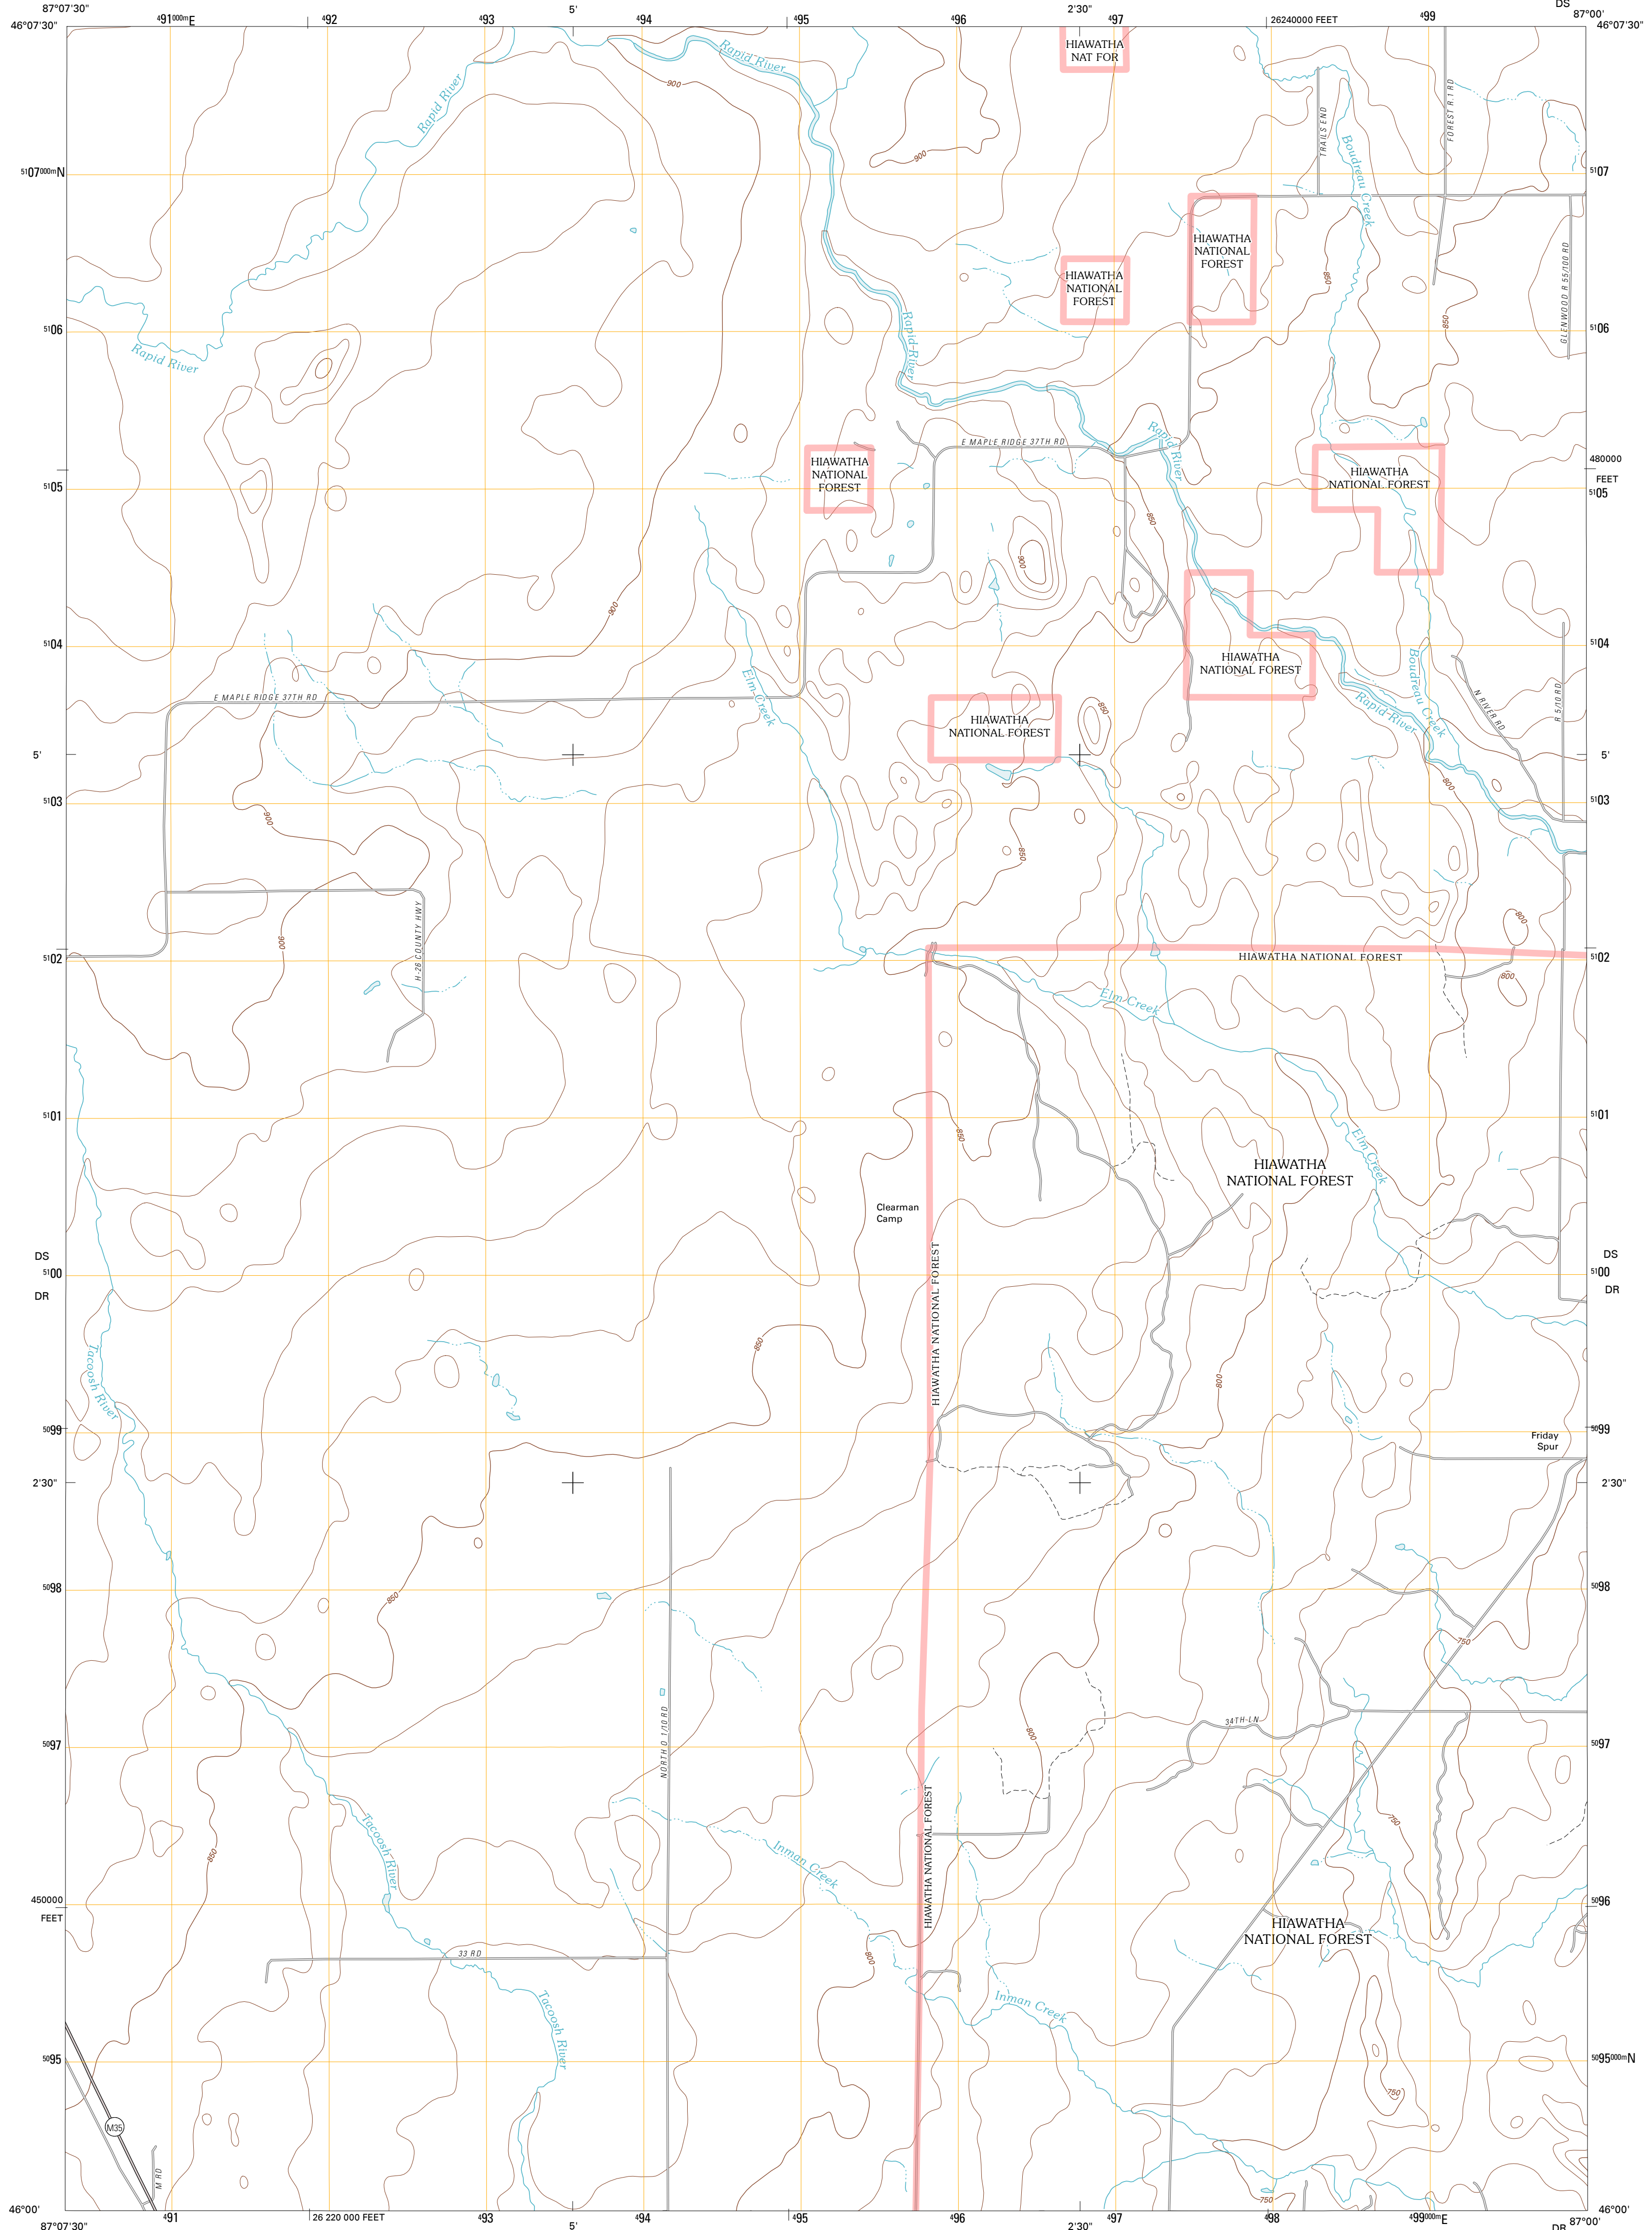 DS
87°07'30"
⁴91⁰⁰⁰ᵐE
⁴92
⁴93
5'
⁴94
⁴95
⁴96
2'30"
⁴97
26240000 FEET
⁴99
87°00'
46°07'30"
46°07'30"
HIAWATHA
NAT FOR
Rapid River
Rapid River
900
900
TRAILS END
FOREST R.1 RD
Boudreau Creek
⁵¹07⁰⁰⁰ᵐN
⁵¹07
HIAWATHA
NATIONAL
FOREST
HIAWATHA
NATIONAL
FOREST
850
GLENWOOD R 55/100 RD
850
⁵¹06
⁵¹06
Rapid River
Rapid River
E MAPLE RIDGE 37TH RD
Rapid River
HIAWATHA
NATIONAL
FOREST
HIAWATHA
NATIONAL FOREST
480000
FEET
⁵¹05
⁵¹05
850
900
900
⁵¹04
⁵¹04
HIAWATHA
NATIONAL FOREST
Boudreau Creek
Elm Creek
E MAPLE RIDGE 37TH RD
N RIVER RD
R 5/10 RD
Rapid River
850
HIAWATHA
NATIONAL FOREST
5'
5'
800
⁵¹03
⁵¹03
900
850
900
H-26 COUNTY HWY
800
⁵¹02
⁵¹02
HIAWATHA NATIONAL FOREST
800
Elm Creek
⁵¹01
⁵¹01
850
Elm Creek
HIAWATHA
NATIONAL FOREST
Clearman
Camp
HIAWATHA NATIONAL FOREST
DS
⁵¹00
DR
DS
⁵¹00
DR
850
Tacoosh River
800
⁵⁰99
⁵⁰99
Friday
Spur
2'30"
2'30"
⁵⁰98
⁵⁰98
850
750
NORTH O 1/10 RD
34TH LN
800
⁵⁰97
⁵⁰97
HIAWATHA NATIONAL FOREST
Tacoosh River
850
Inman Creek
750
450000
FEET
⁵⁰96
HIAWATHA
NATIONAL FOREST
33 RD
800
Tacoosh River
Inman Creek
⁵⁰95
⁵⁰95⁰⁰⁰ᵐN
750
M35
M RD
750
46°00'
46°00'
87°07'30"
⁴91
26 220 000 FEET
⁴93
5'
⁴94
⁴95
⁴96
2'30"
⁴97
⁴98
⁴99⁰⁰⁰ᵐE
87°00'
DR